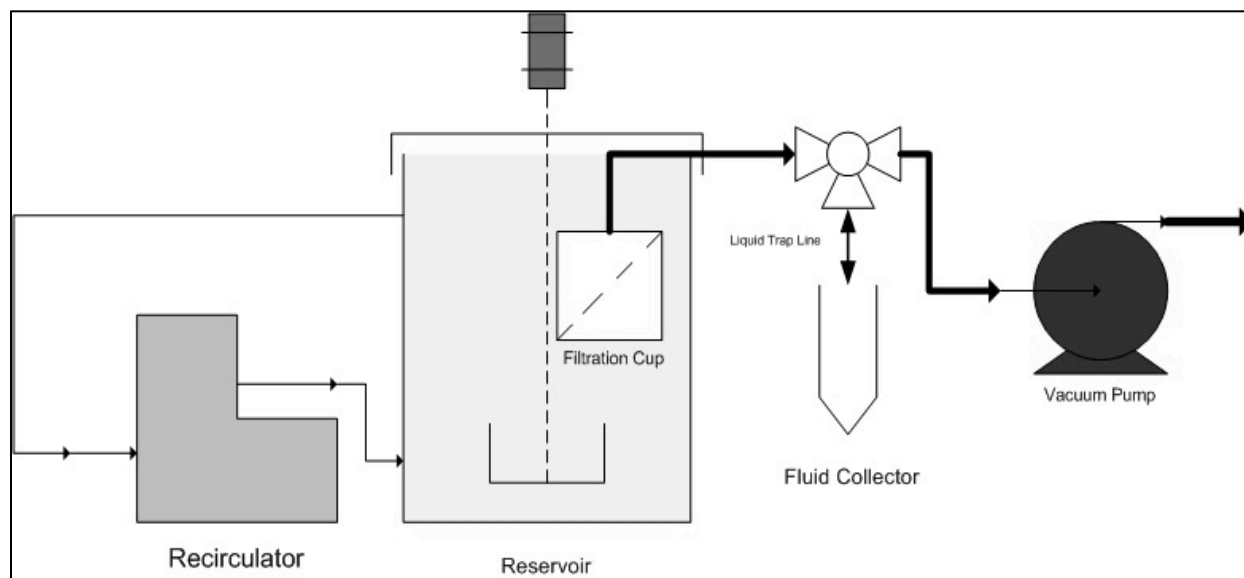 Liquid Trap Line
Filtration Cup
Vacuum Pump
Fluid Collector
Recirculator
Reservoir